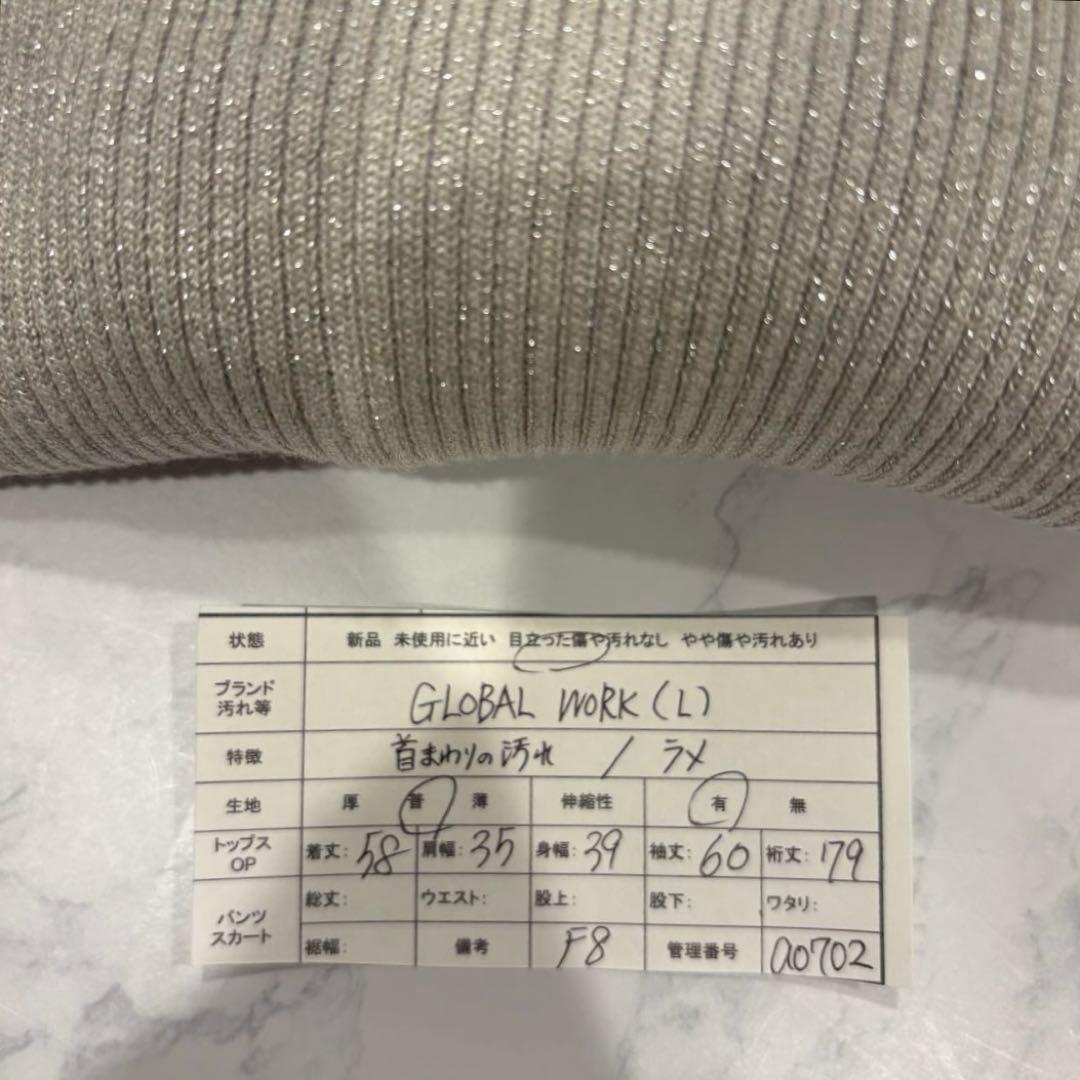 状態 新品 未使用に近い 目立った傷や汚れなし やや傷や汚れあり
ブランド 汚れ等 GLOBAL WORK (L)
特徴 首まわりの汚れ / ラメ
生地 厚 普 薄 伸縮性 有 無
トップス OP 着丈: 58 肩幅: 35 身幅: 39 袖丈: 60 裄丈: 79
パンツ スカート 総丈: ウエスト: 股上: 股下: ワタリ:
裾幅: 備考 F8 管理番号 a0702